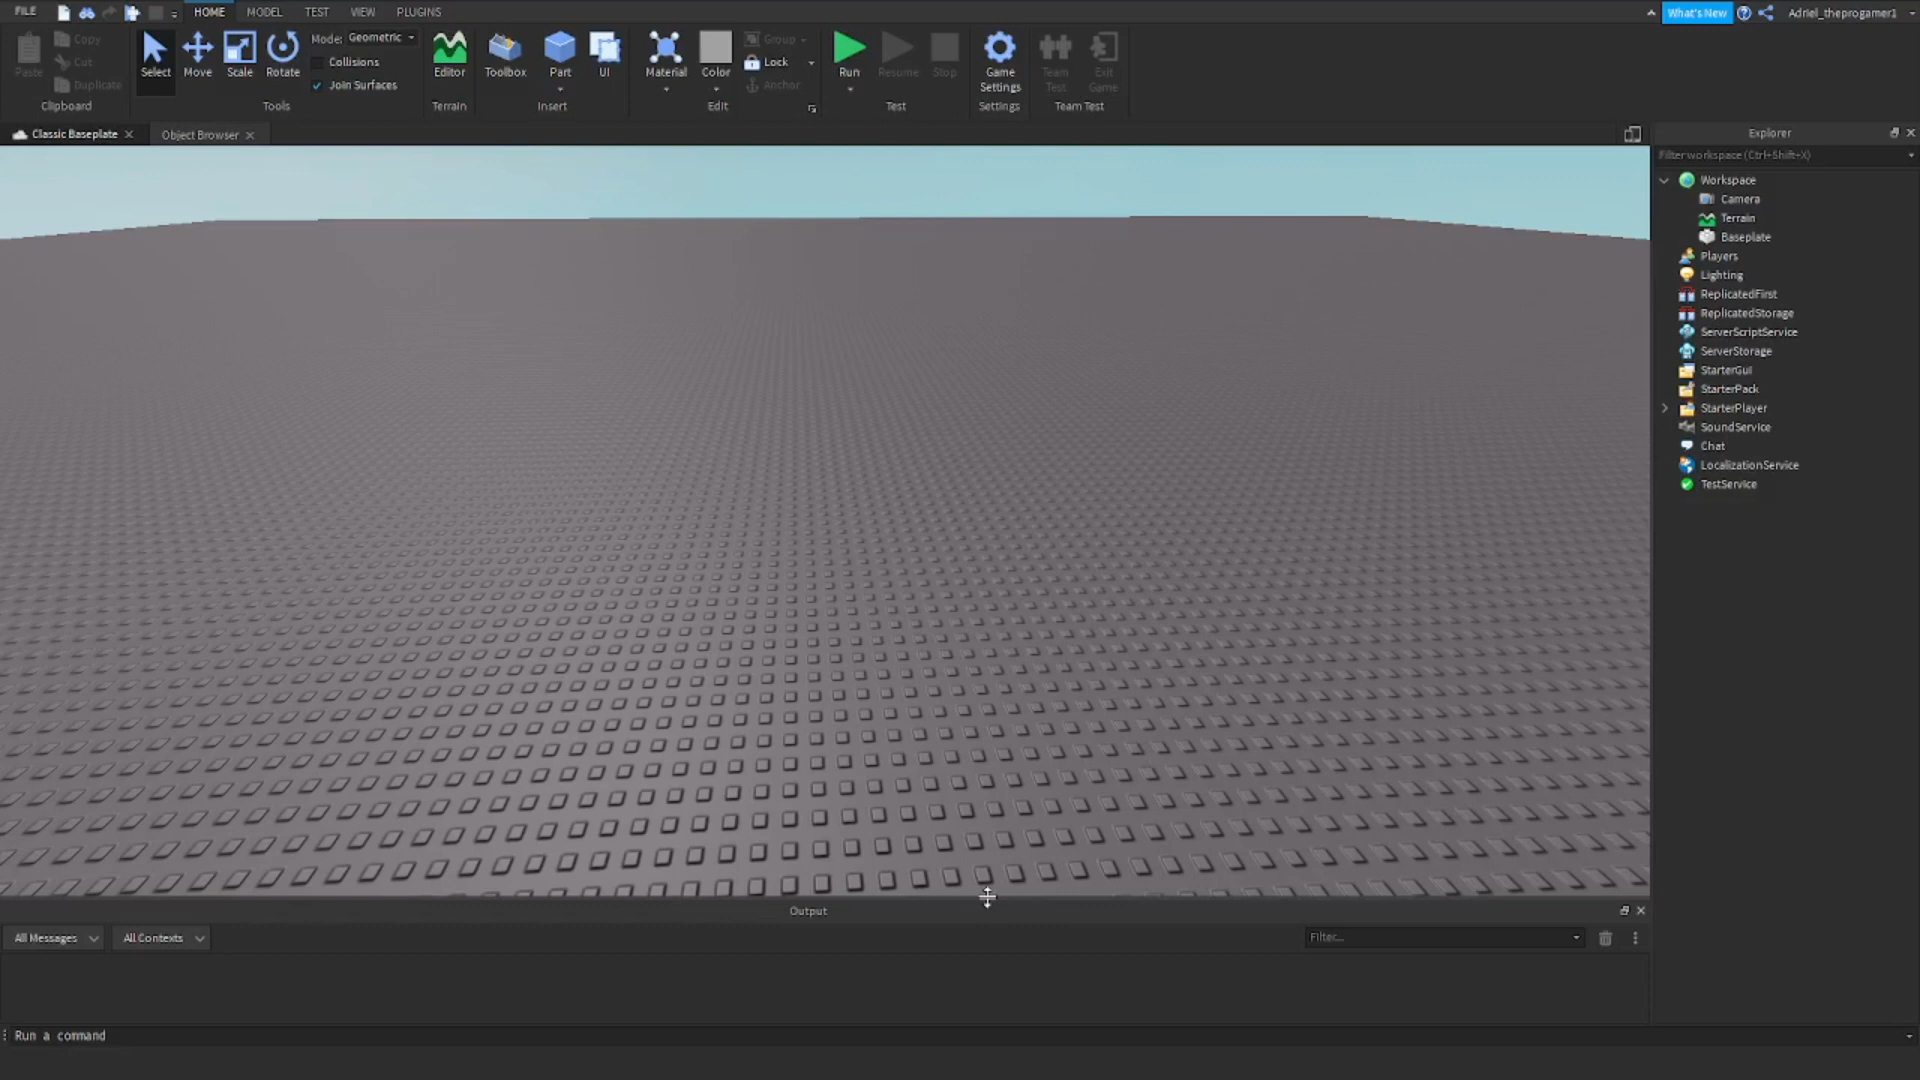 FILE HOME MODEL TEST VIEW PLUGINS What's New Adriel_theprogamer1
Paste Copy Cut Duplicate Clipboard
Select Move Scale Rotate Mode: Geometric Collisions Join Surfaces Tools
Editor Terrain
Toolbox Part UI Insert
Material Color Group Lock Anchor Edit
Run Resume Stop Test
Game Settings Settings
Team Test Exit Game Team Test
Classic Baseplate Object Browser
Explorer
Filter workspace (Ctrl+Shift+X)
Workspace
Camera
Terrain
Baseplate
Players
Lighting
ReplicatedFirst
ReplicatedStorage
ServerScriptService
ServerStorage
StarterGui
StarterPack
StarterPlayer
SoundService
Chat
LocalizationService
TestService
Output
All Messages All Contexts Filter...
Run a command